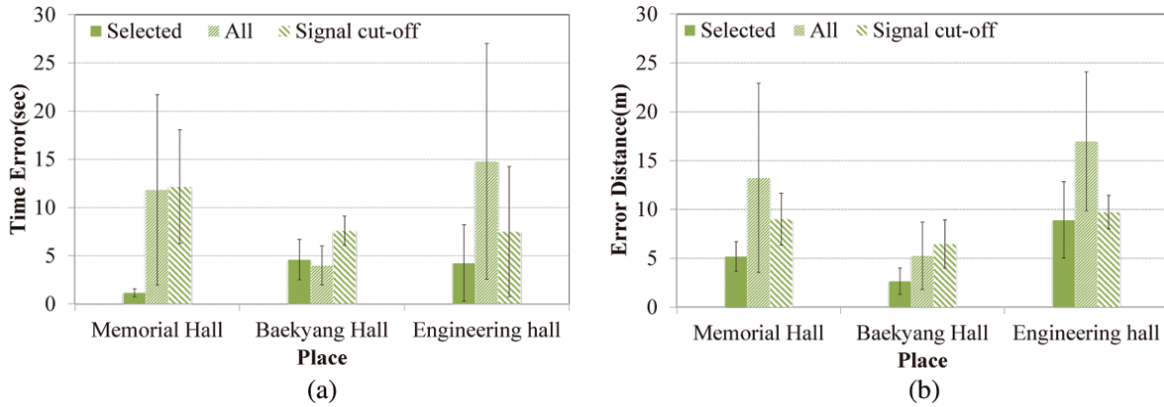 30
25
20
15
10
5
0
Time Error(sec)
Selected All Signal cut-off
Memorial Hall Baekyang Hall Engineering hall
Place
(a)
30
25
20
15
10
5
0
Error Distance(m)
Selected All Signal cut-off
Memorial Hall Baekyang Hall Engineering hall
Place
(b)